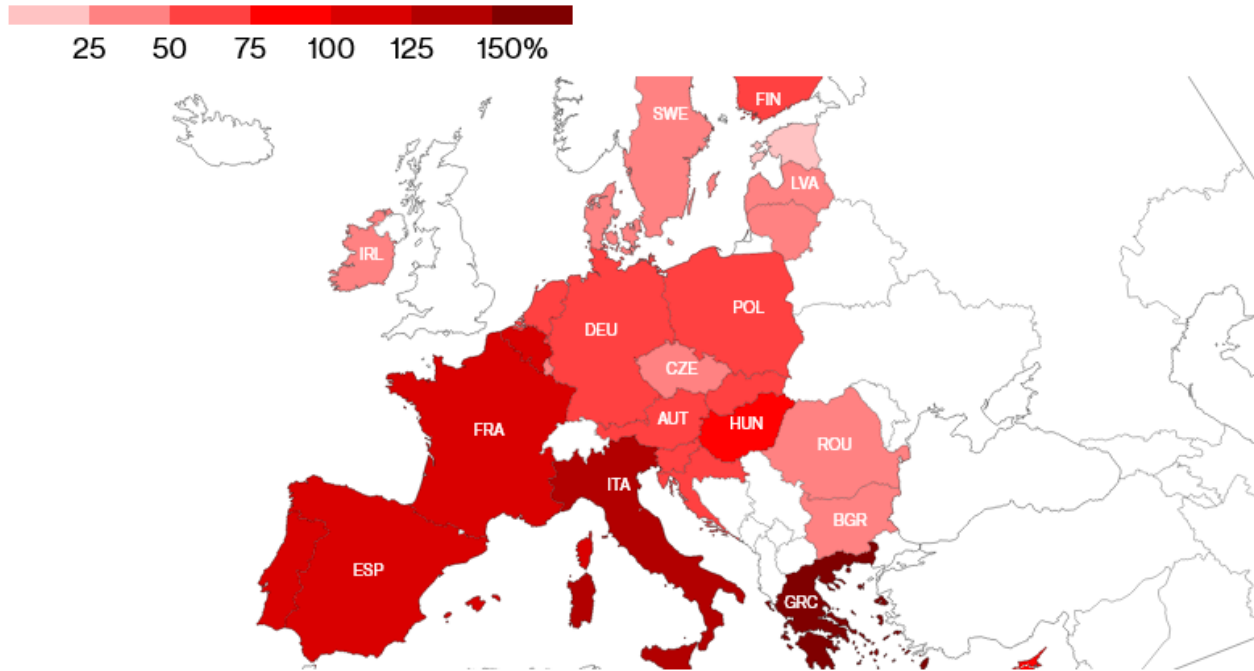 25 50 75 100 125 150%
FIN
SWE
LVA
IRL
POL
DEU
CZE
AUT
HUN
FRA
ROU
ITA
BGR
ESP
GRC